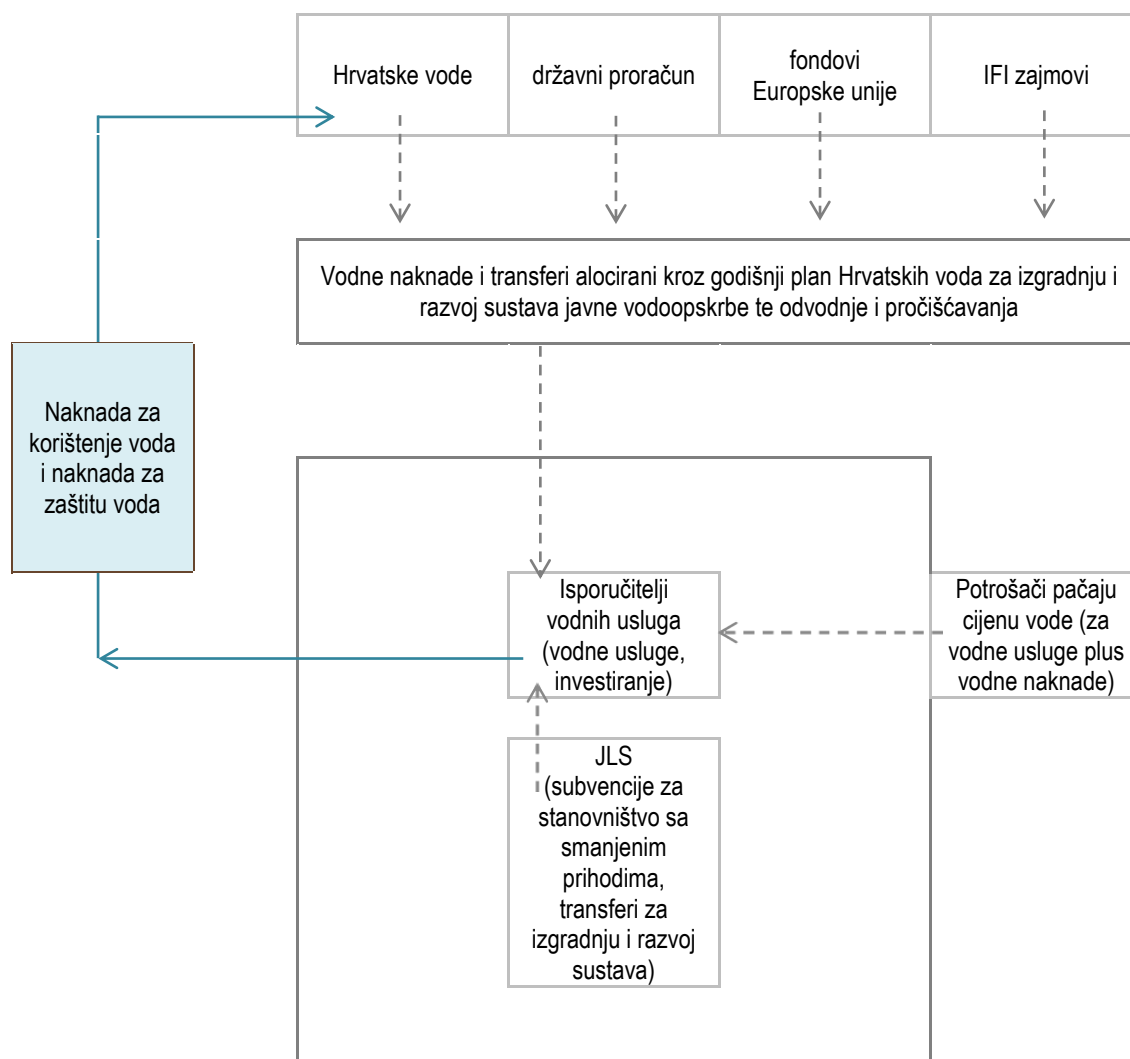 Hrvatske vode
državni proračun
fondovi
Europske unije
IFI zajmovi
Vodne naknade i transferi alocirani kroz godišnji plan Hrvatskih voda za izgradnju i
razvoj sustava javne vodoopskrbe te odvodnje i pročišćavanja
Naknada za
korištenje voda
i naknada za
zaštitu voda
Isporučitelji
vodnih usluga
(vodne usluge,
investiranje)
Potrošači pačaju
cijenu vode (za
vodne usluge plus
vodne naknade)
JLS
(subvencije za
stanovništvo sa
smanjenim
prihodima,
transferi za
izgradnju i razvoj
sustava)